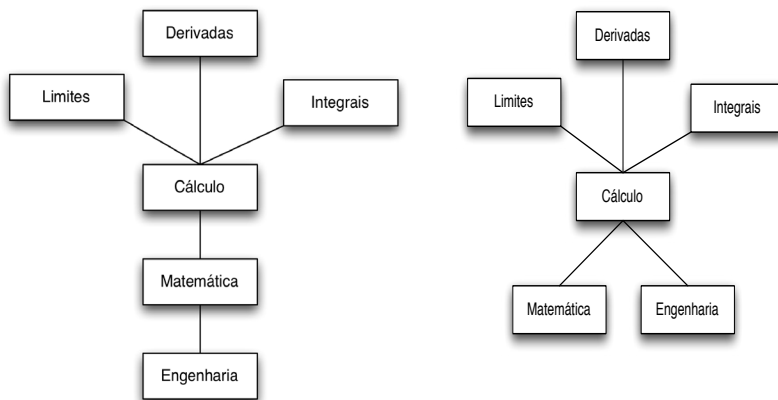 Derivadas
Limites
Integrais
Cálculo
Matemática
Engenharia
Derivadas
Limites
Integrais
Cálculo
Matemática
Engenharia